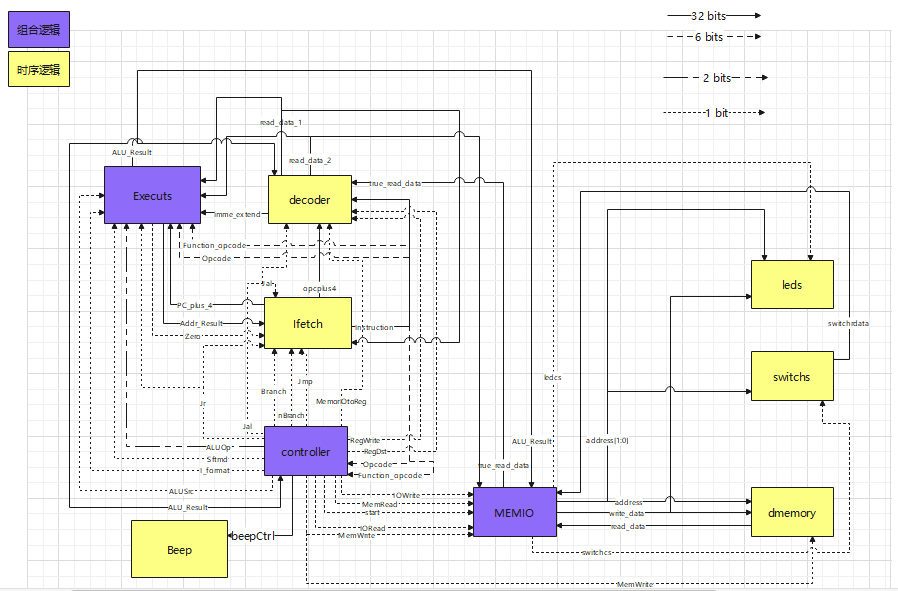 组合逻辑
时序逻辑
32 bits
6 bits
2 bits
1 bit
read_data_1
ALU_Result
read_data_2
true_read_data
Executs
decoder
imme_extend
Function_opcode
Opcode
Jal
opcplus4
leds
PC_plus_4
Addr_Result
Ifetch
Instruction
switchrdata
Zero
ledcs
switchs
Jmp
Branch
MemorIOtoReg
Jr
nBranch
Jal
RegWrite
address[1:0]
ALU_Result
ALUOp
controller
RegDst
Sftmd
Opcode
true_read_data
I_format
Function_opcode
ALUSrc
IOWrite
MemRead
address
ALU_Result
start
MEMIO
write_data
dmemory
IORead
read_data
beepCtrl
MemWrite
Beep
switchcs
MemWrite